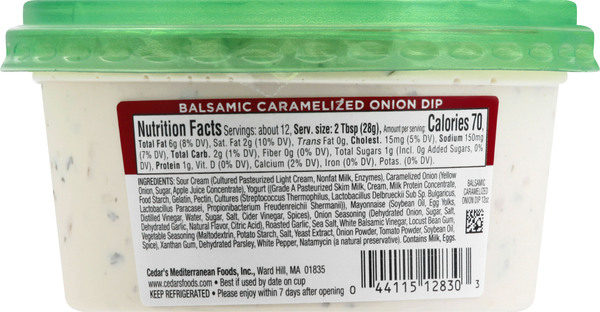 BALSAMIC CARAMELIZED ONION DIP
Nutrition Facts Servings: about 12, Serv. size: 2 Tbsp (28g), Amount per serving: Calories 70,
Total Fat 6g (8% DV), Sat. Fat 2g (10% DV), Trans Fat 0g, Cholest. 15mg (5% DV), Sodium 150mg
(7% DV), Total Carb. 2g (1% DV), Fiber 0g (0% DV), Total Sugars 1g (Incl. 0g Added Sugars, 0%
DV), Protein 1g, Vit. D (0% DV), Calcium (2% DV), Iron (0% DV), Potas. (0% DV).
INGREDIENTS: Sour Cream (Cultured Pasteurized Light Cream, Nonfat Milk, Enzymes), Caramelized Onion (Yellow
Onion, Sugar, Apple Juice Concentrate), Yogurt ((Grade A Pasteurized Skim Milk, Cream, Milk Protein Concentrate,
Food Starch, Gelatin, Pectin, Cultures (Streptococcus Thermophilus, Lactobacillus Delbrueckii Sub Sp. Bulgaricus,
Lactobacillus Paracasei, Propionibacterium Freudenreichii Shermanii)), Mayonnaise (Soybean Oil, Egg Yolks,
Distilled Vinegar, Water, Sugar, Salt, Cider Vinegar, Spices), Onion Seasoning (Dehydrated Onion, Sugar, Salt,
Dehydrated Garlic, Natural Flavor, Citric Acid), Roasted Garlic, Sea Salt, White Balsamic Vinegar, Locust Bean Gum,
Vegetable Seasoning (Maltodextrin, Potato Starch, Salt, Yeast Extract, Onion Powder, Tomato Powder, Soybean Oil,
Spice), Xanthan Gum, Dehydrated Parsley, White Pepper, Natamycin (a natural preservative). Contains Milk, Eggs.
BALSAMIC
CARAMELIZED
ONION DIP 12oz
Cedar's Mediterranean Foods, Inc., Ward Hill, MA 01835
www.cedarsfoods.com • Best if used by date on cup
KEEP REFRIGERATED • Please enjoy within 7 days after opening
0 44115 12830 3